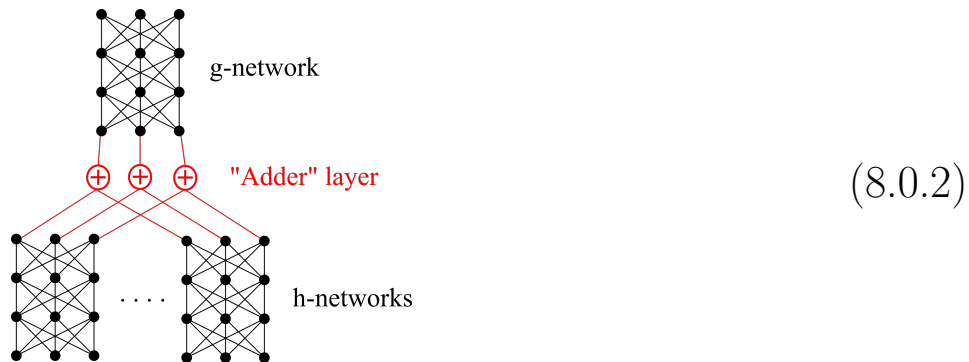 g-network
"Adder" layer
(8.0.2)
. . . .
h-networks